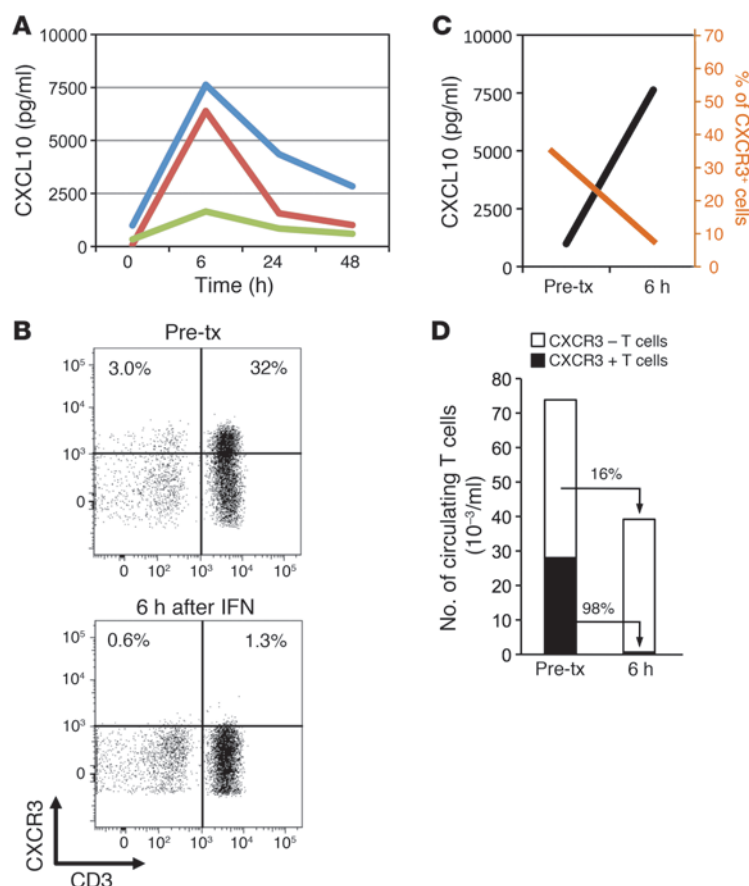 A
10000
7500
5000
2500
0
CXCL10 (pg/ml)
0 6 24 48
Time (h)
B
Pre-tx
3.0% 32%
10⁵
10⁴
10³
0
0 10² 10³ 10⁴ 10⁵
6 h after IFN
0.6% 1.3%
10⁵
10⁴
10³
0
0 10² 10³ 10⁴ 10⁵
CXCR3
CD3
C
10000
7500
5000
2500
0
CXCL10 (pg/ml)
70
60
50
40
30
20
10
0
% of CXCR3⁺
cells
Pre-tx 6 h
D
CXCR3 – T cells
CXCR3 + T cells
80
70
60
50
40
30
20
10
0
No. of circulating T cells
(10⁻³/ml)
16%
98%
Pre-tx 6 h